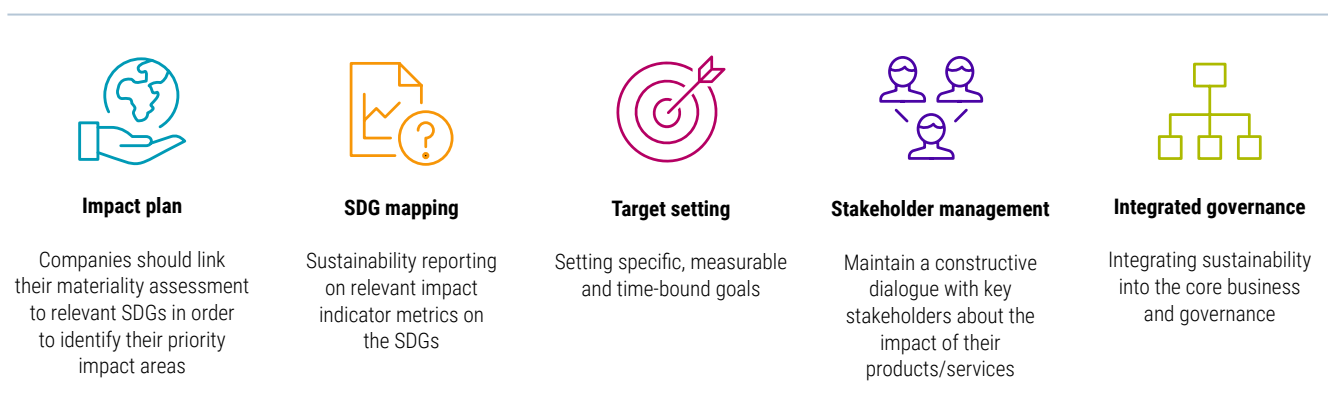 Impact plan
Companies should link
their materiality assessment
to relevant SDGs in order
to identify their priority
impact areas
SDG mapping
Sustainability reporting
on relevant impact
indicator metrics on
the SDGs
Target setting
Setting specific, measurable
and time-bound goals
Stakeholder management
Maintain a constructive
dialogue with key
stakeholders about the
impact of their
products/services
Integrated governance
Integrating sustainability
into the core business
and governance